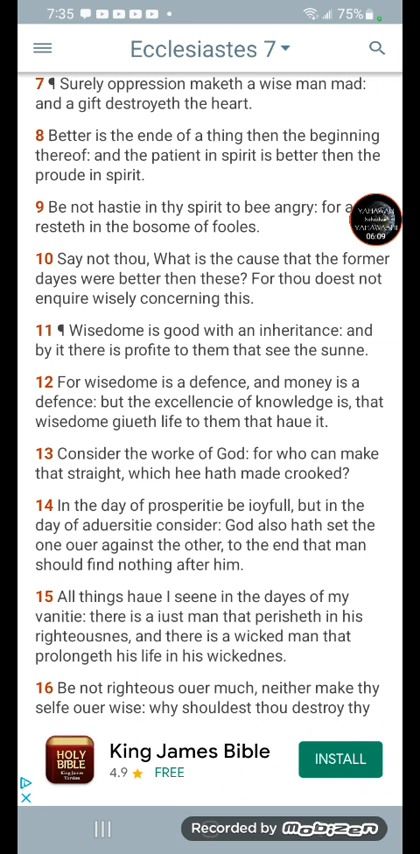 7:35 75%
Ecclesiastes 7
7 ¶ Surely oppression maketh a wise man mad:
and a gift destroyeth the heart.
8 Better is the ende of a thing then the beginning
thereof: and the patient in spirit is better then the
proude in spirit.
9 Be not hastie in thy spirit to bee angry: for a
resteth in the bosome of fooles.
YAHAWAH
YAHAWASHI
06:09
10 Say not thou, What is the cause that the former
dayes were better then these? For thou doest not
enquire wisely concerning this.
11 ¶ Wisedome is good with an inheritance: and
by it there is profite to them that see the sunne.
12 For wisedome is a defence, and money is a
defence: but the excellencie of knowledge is, that
wisedome giueth life to them that haue it.
13 Consider the worke of God: for who can make
that straight, which hee hath made crooked?
14 In the day of prosperitie be ioyfull, but in the
day of aduersitie consider: God also hath set the
one ouer against the other, to the end that man
should find nothing after him.
15 All things haue I seene in the dayes of my
vanitie: there is a iust man that perisheth in his
righteousnes, and there is a wicked man that
prolongeth his life in his wickednes.
16 Be not righteous ouer much, neither make thy
selfe ouer wise: why shouldest thou destroy thy
HOLY
BIBLE
King James
Version
King James Bible
4.9 ★ FREE
INSTALL
Recorded by mobizen